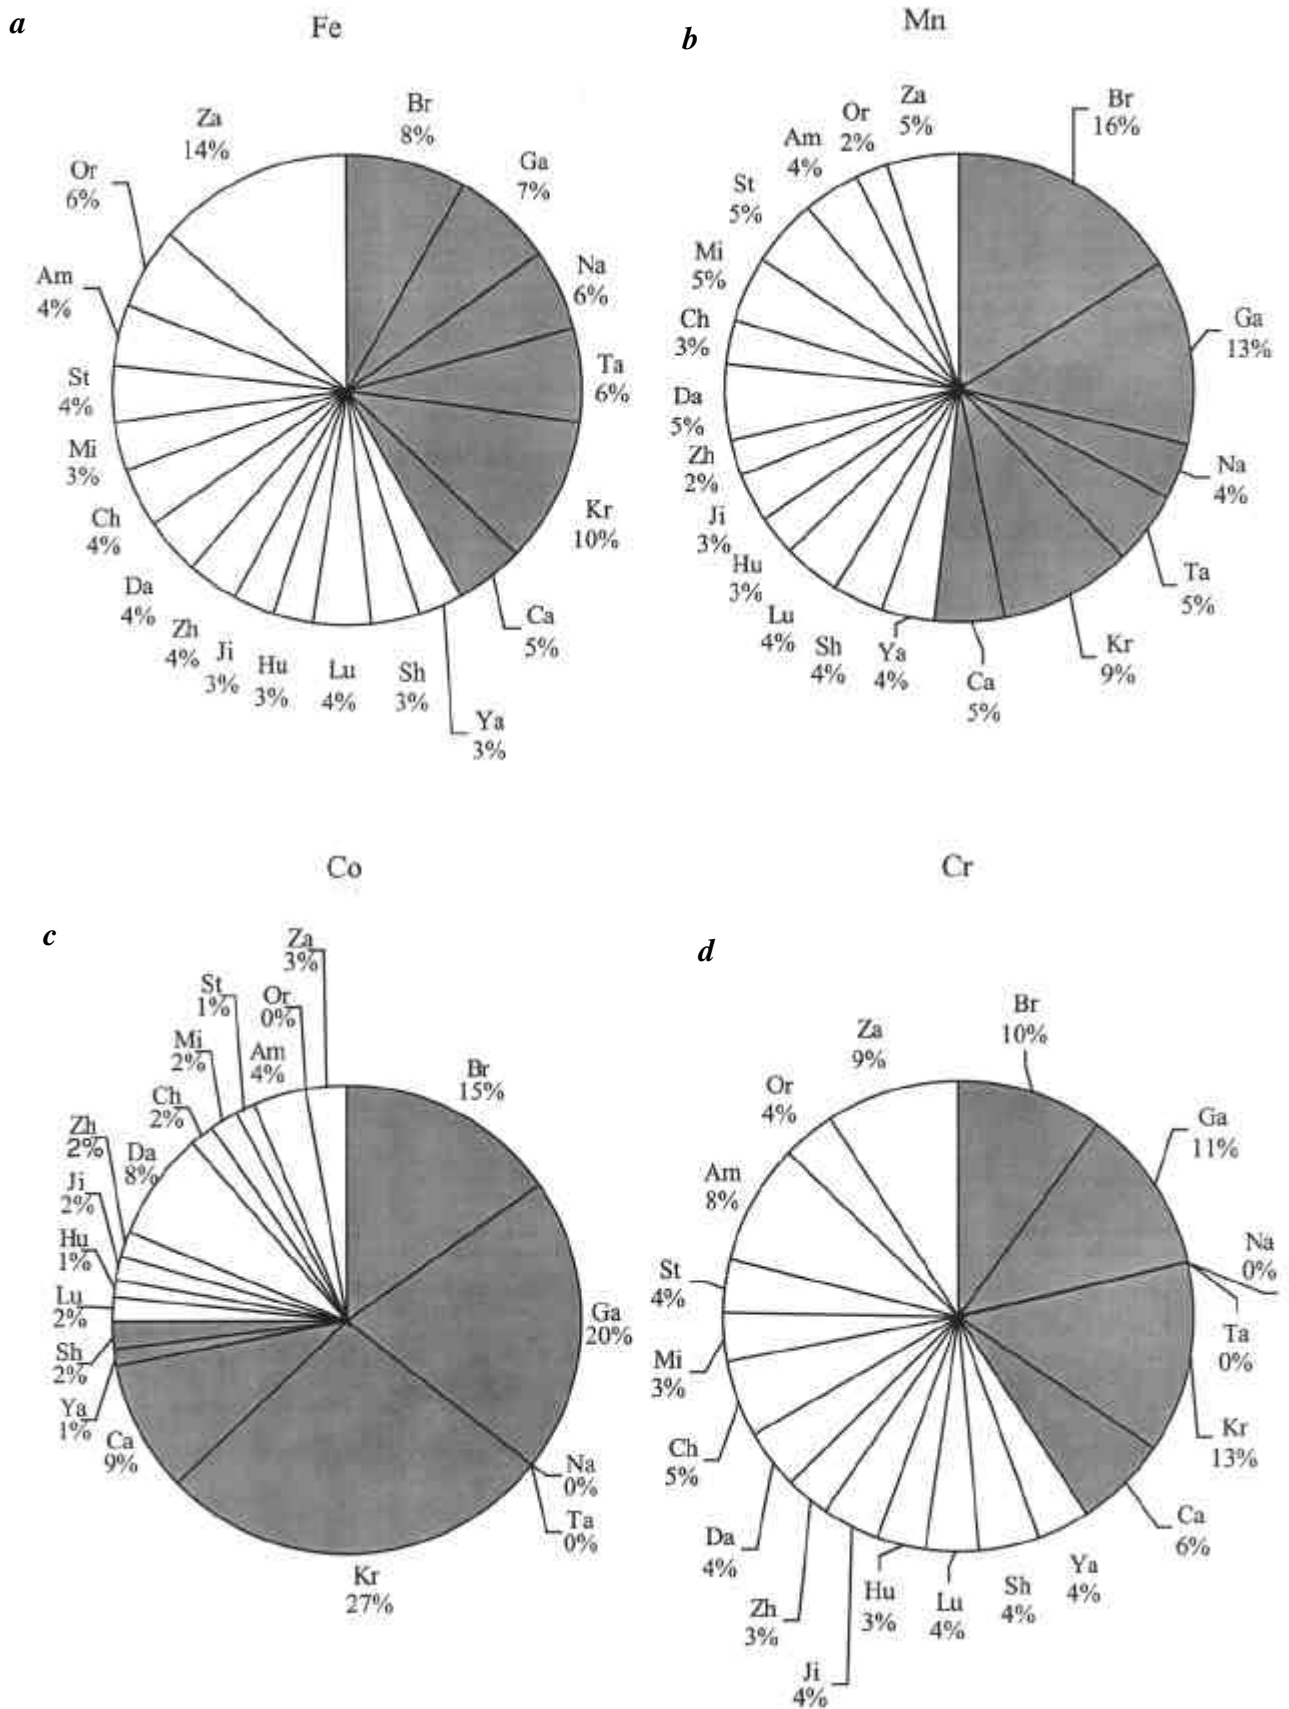 a
Fe
Br
8%
Ga
7%
Na
6%
Ta
6%
Kr
10%
Ca
5%
Ya
3%
Sh
3%
Lu
4%
Hu
3%
Ji
3%
Zh
4%
Da
4%
Ch
4%
Mi
3%
St
4%
Am
4%
Or
6%
Za
14%
b
Mn
Br
16%
Ga
13%
Na
4%
Ta
5%
Kr
9%
Ca
5%
Ya
4%
Sh
4%
Lu
4%
Hu
3%
Ji
3%
Zh
2%
Da
5%
Ch
3%
Mi
5%
St
5%
Am
4%
Or
2%
Za
5%
c
Co
Br
15%
Ga
20%
Na
0%
Ta
0%
Kr
27%
Ca
9%
Ya
1%
Sh
2%
Lu
2%
Hu
1%
Ji
2%
Zh
2%
Da
8%
Ch
2%
Mi
2%
St
1%
Am
4%
Or
0%
Za
3%
d
Cr
Br
10%
Ga
11%
Na
0%
Ta
0%
Kr
13%
Ca
6%
Ya
4%
Sh
4%
Lu
4%
Hu
3%
Ji
4%
Zh
3%
Da
4%
Ch
5%
Mi
3%
St
4%
Am
8%
Or
4%
Za
9%